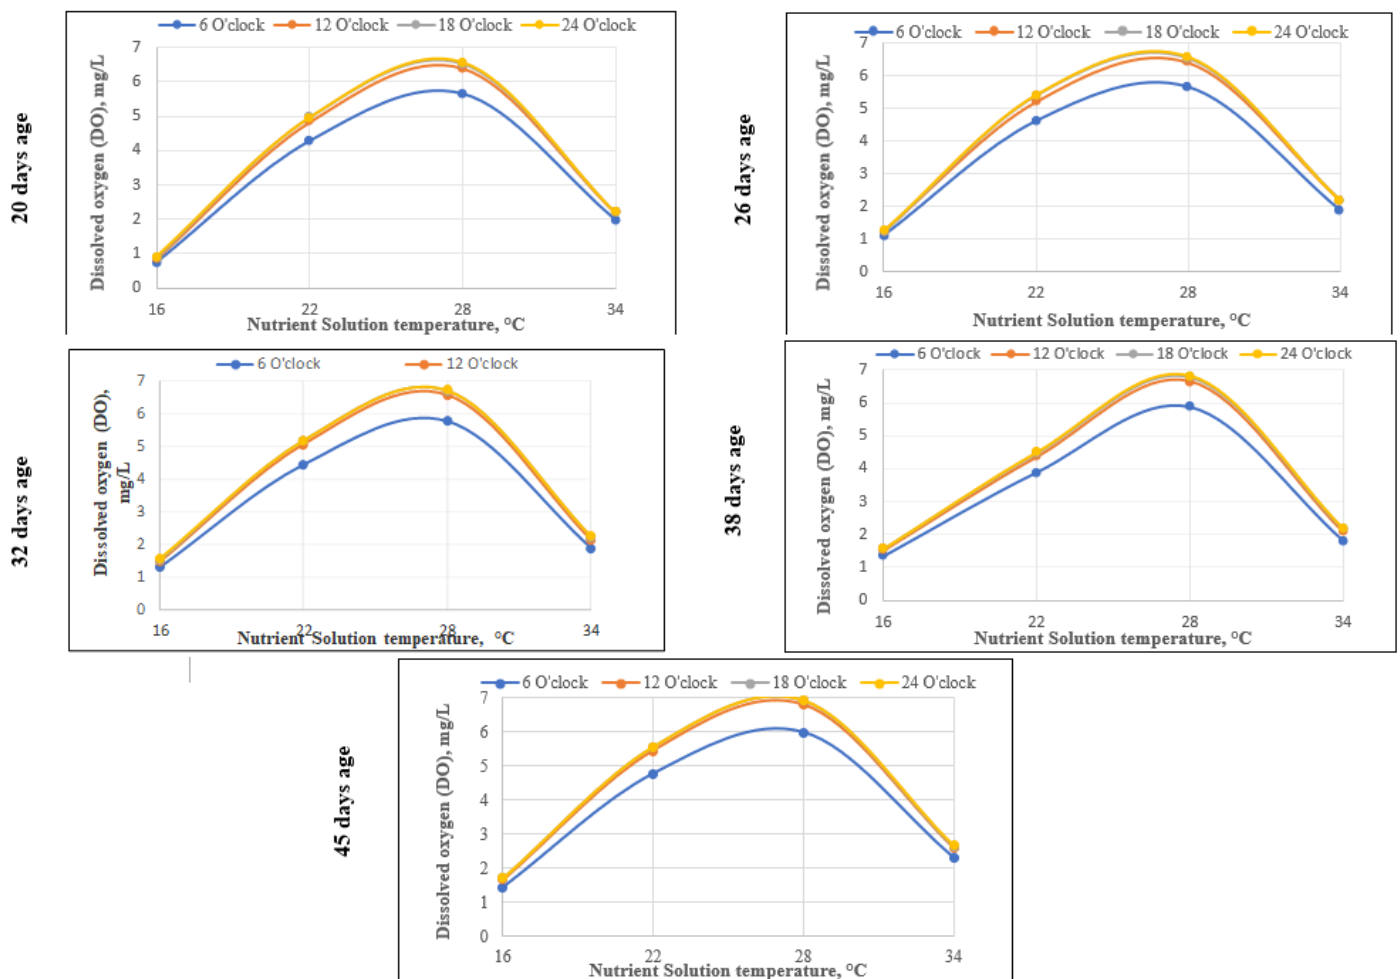 20 days age
6 O'clock 12 O'clock 18 O'clock 24 O'clock
Dissolved oxygen (DO), mg/L
7
6
5
4
3
2
1
0
16 22 28 34
Nutrient Solution temperature, °C
26 days age
6 O'clock 12 O'clock 18 O'clock 24 O'clock
Dissolved oxygen (DO), mg/L
7
6
5
4
3
2
1
0
16 22 28 34
Nutrient Solution temperature, °C
32 days age
6 O'clock 12 O'clock
Dissolved oxygen (DO),
mg/L
7
6
5
4
3
2
1
0
16 22 28 34
Nutrient Solution temperature, °C
38 days age
6 O'clock 12 O'clock 18 O'clock 24 O'clock
Dissolved oxygen (DO), mg/L
7
6
5
4
3
2
1
0
16 22 28 34
Nutrient Solution temperature, °C
45 days age
6 O'clock 12 O'clock 18 O'clock 24 O'clock
Dissolved oxygen (DO), mg/L
7
6
5
4
3
2
1
0
16 22 28 34
Nutrient Solution temperature, °C